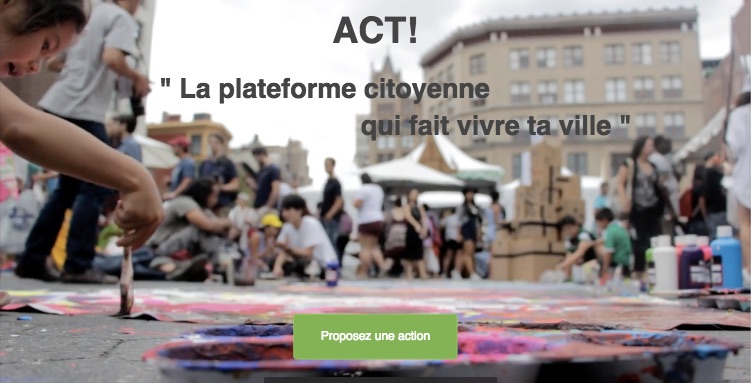 ACT!
" La plateforme citoyenne
qui fait vivre ta ville "
Proposez une action